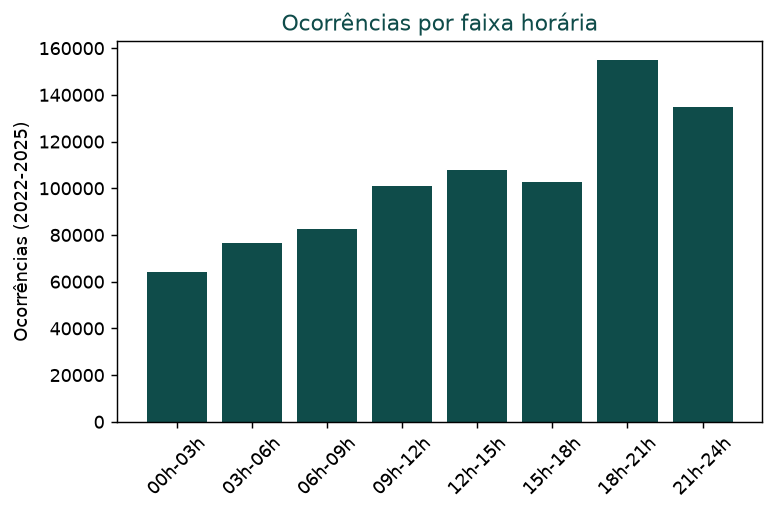 Ocorrências por faixa horária
Ocorrências (2022-2025)
160000
140000
120000
100000
80000
60000
40000
20000
0
00h-03h
03h-06h
06h-09h
09h-12h
12h-15h
15h-18h
18h-21h
21h-24h